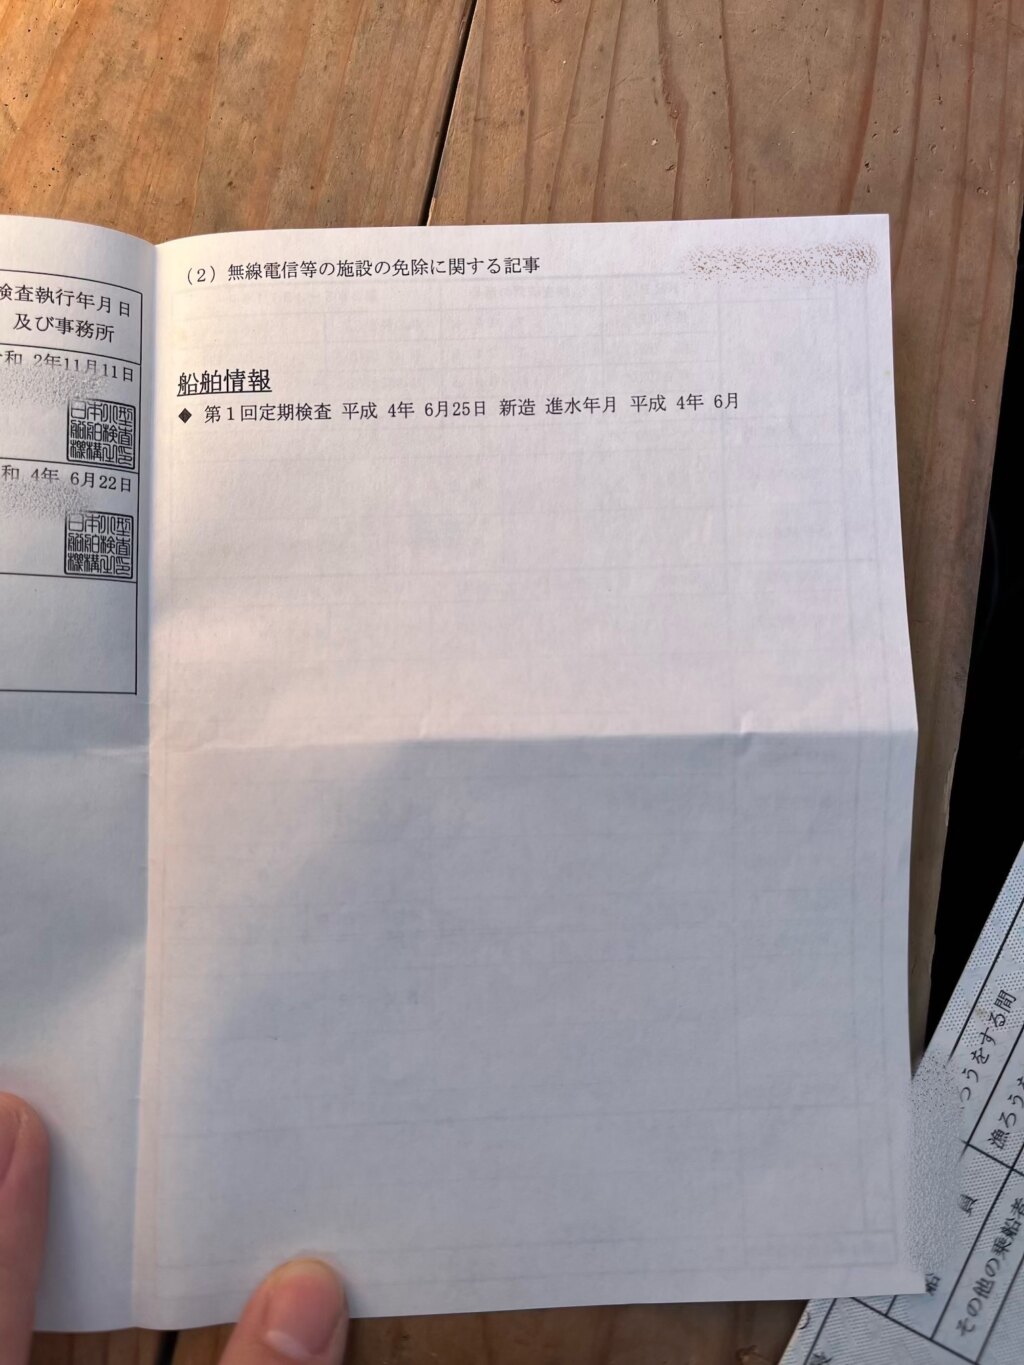 検査執行年月日
及び事務所
和 2年11月11日
日本小型
船舶検査
機構之印
和 4年 6月22日
日本小型
船舶検査
機構之印
（2）無線電信等の施設の免除に関する記事
船舶情報
◆ 第1回定期検査 平成 4年 6月25日 新造 進水年月 平成 4年 6月
うをする間
漁ろうを
員
船
その他の乗船者